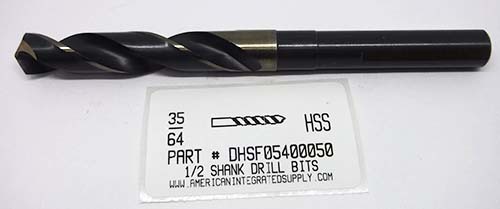 35
64
HSS
PART # DHSF05400050
1/2 SHANK DRILL BITS
WWW.AMERICANINTEGRATEDSUPPLY.COM